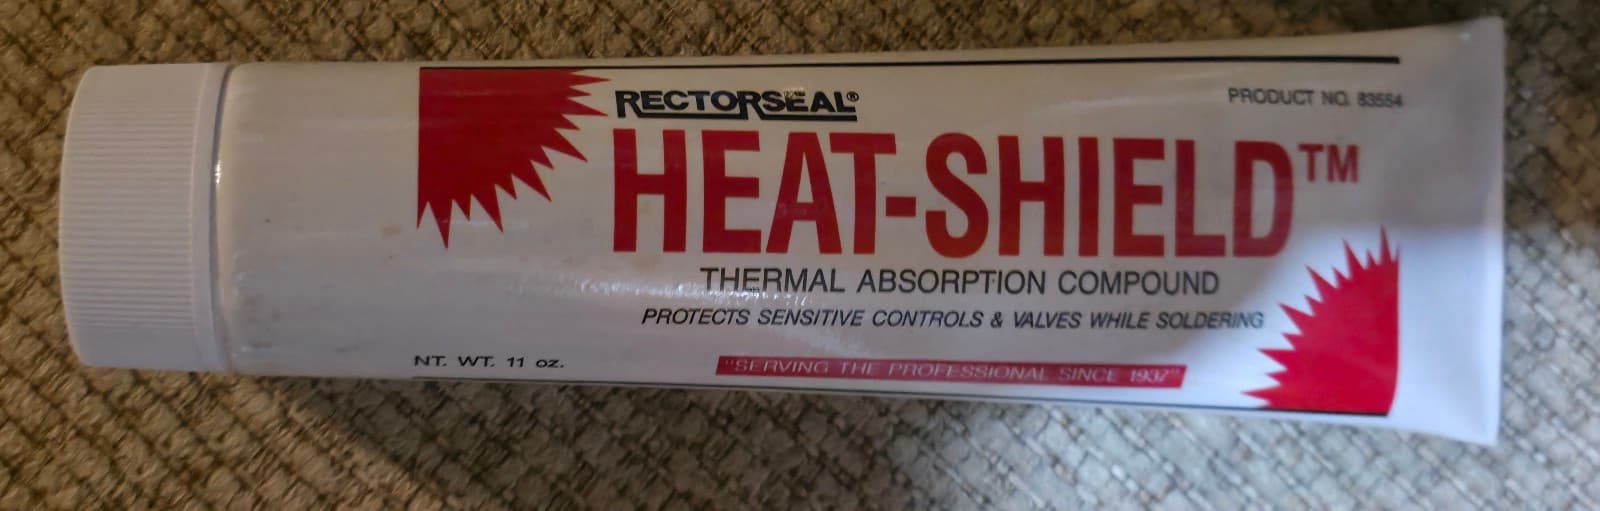 RECTORSEAL®
PRODUCT NO. 83554
HEAT-SHIELD™
THERMAL ABSORPTION COMPOUND
PROTECTS SENSITIVE CONTROLS & VALVES WHILE SOLDERING
NT. WT. 11 oz.
"SERVING THE PROFESSIONAL SINCE 1937"